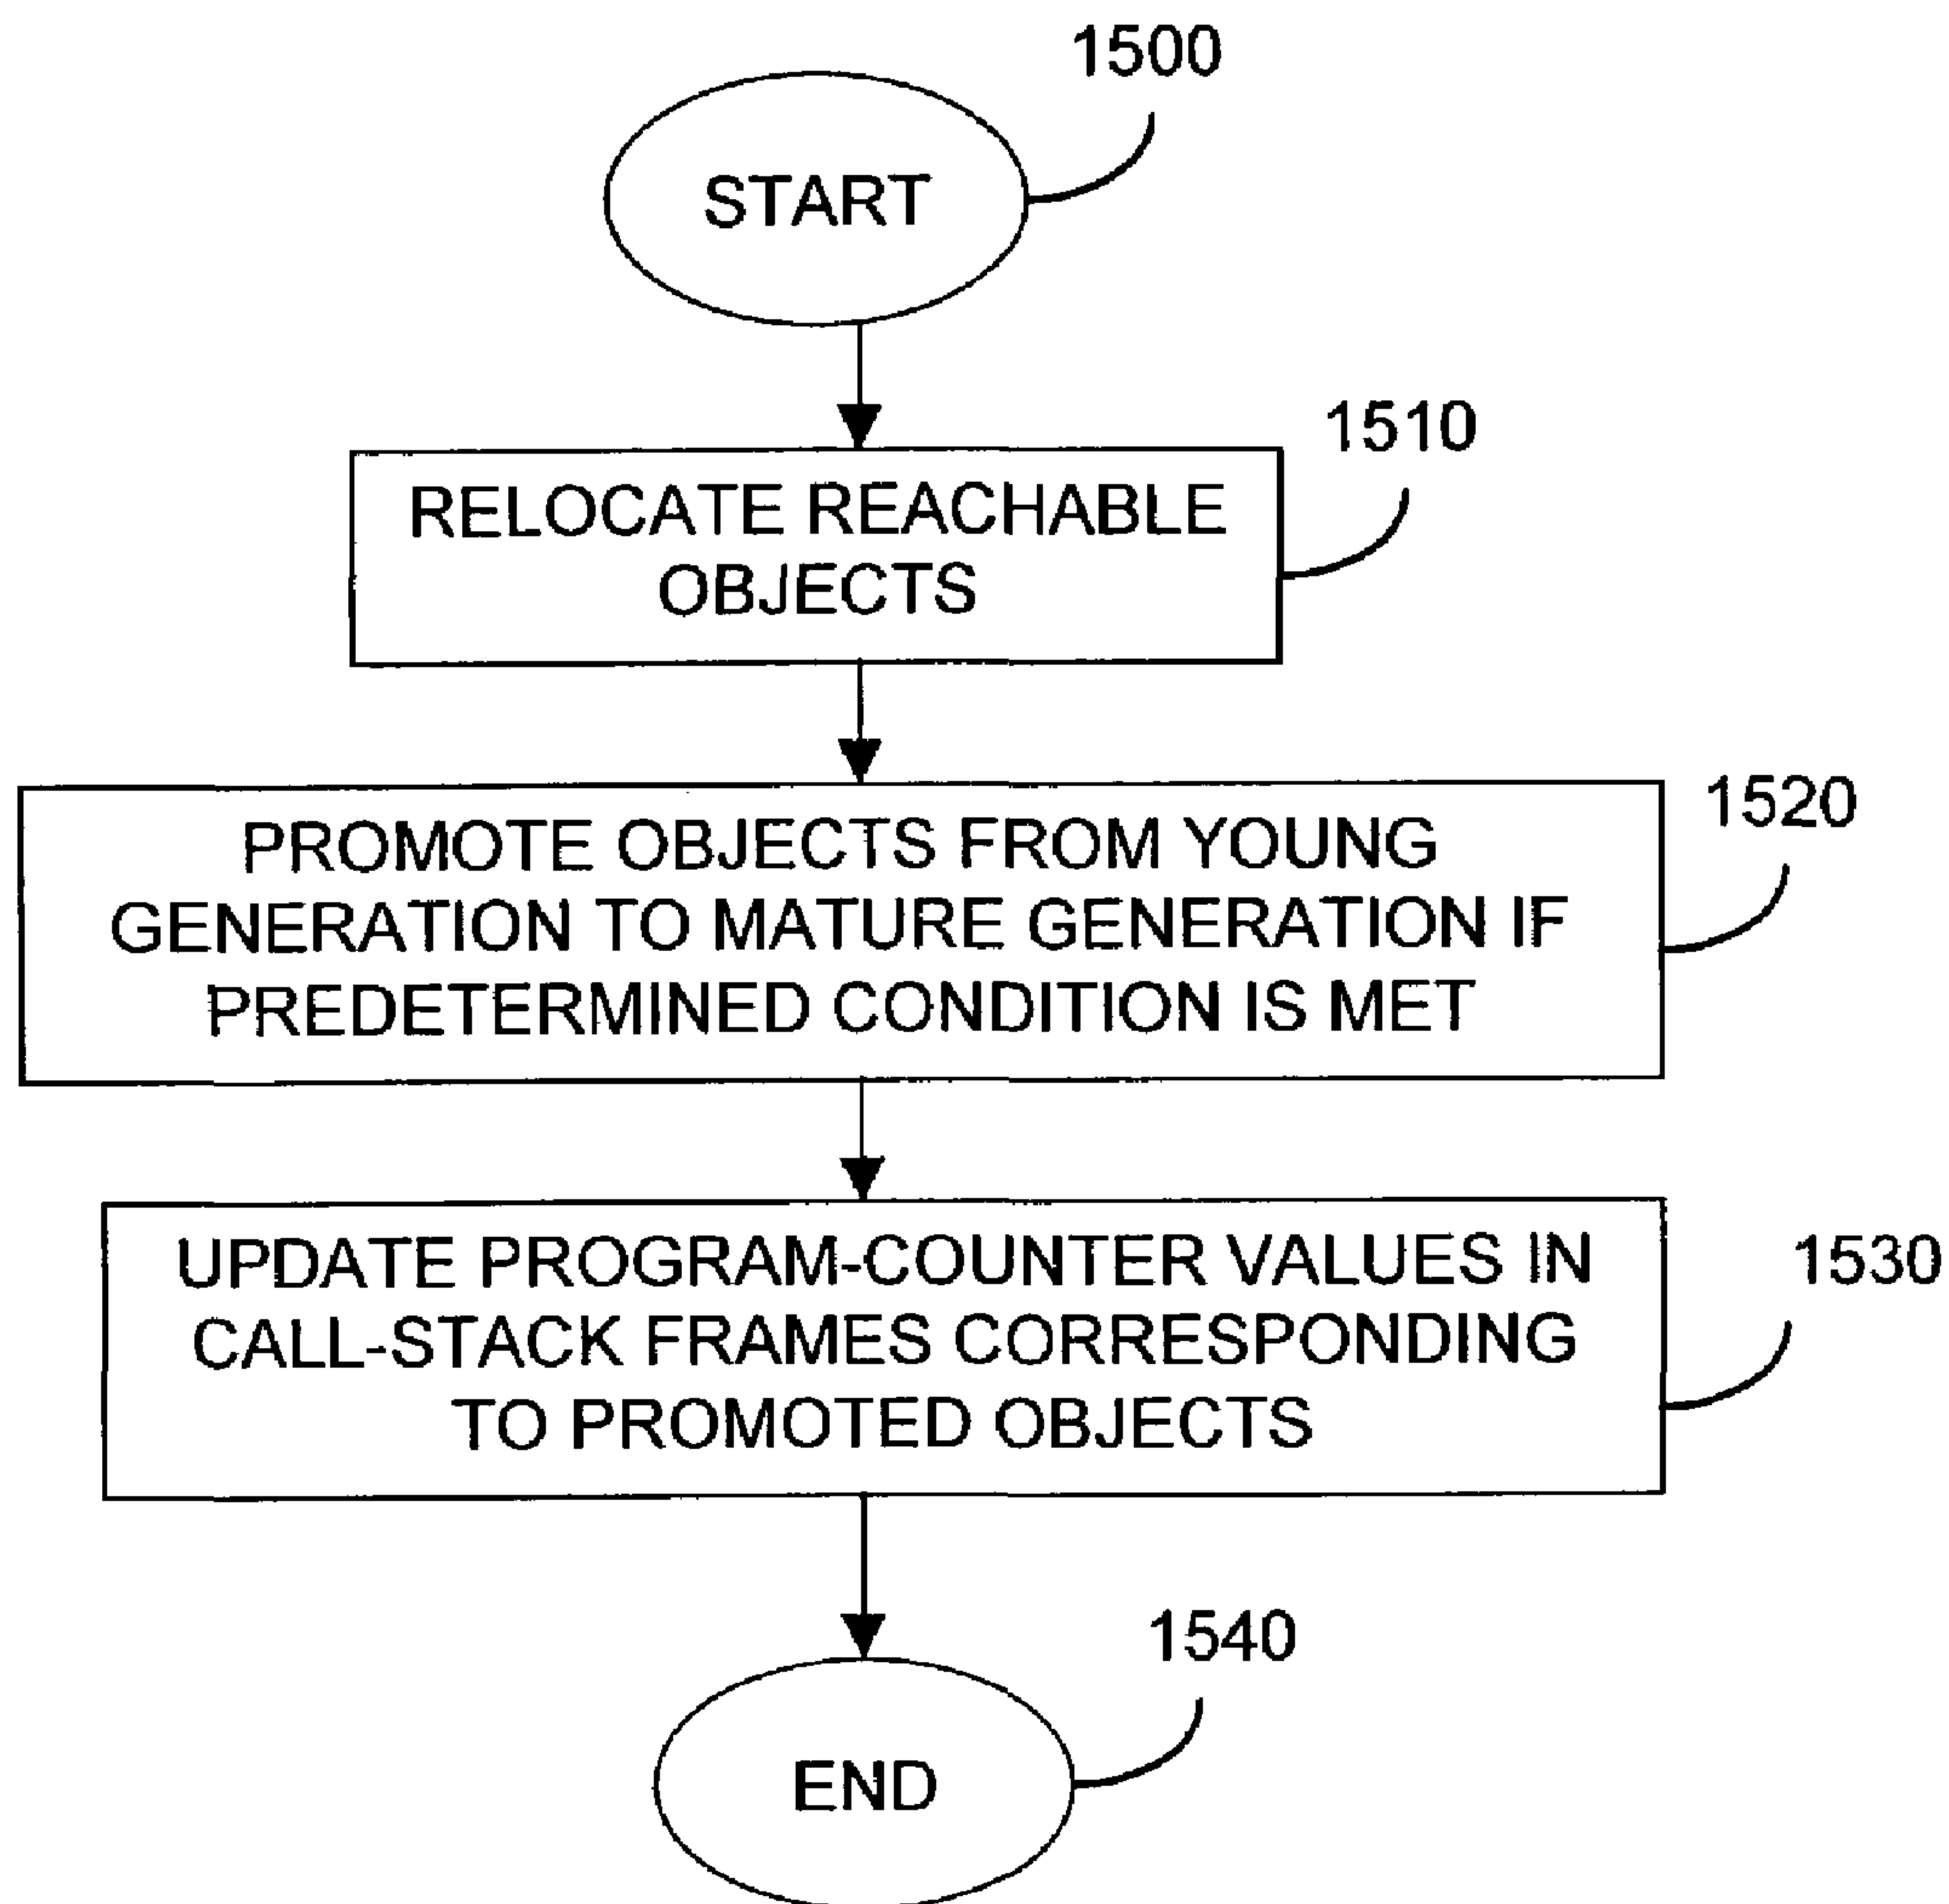 1500
START
1510
RELOCATE REACHABLE
OBJECTS
1520
PROMOTE OBJECTS FROM YOUNG
GENERATION TO MATURE GENERATION IF
PREDETERMINED CONDITION IS MET
1530
UPDATE PROGRAM-COUNTER VALUES IN
CALL-STACK FRAMES CORRESPONDING
TO PROMOTED OBJECTS
1540
END